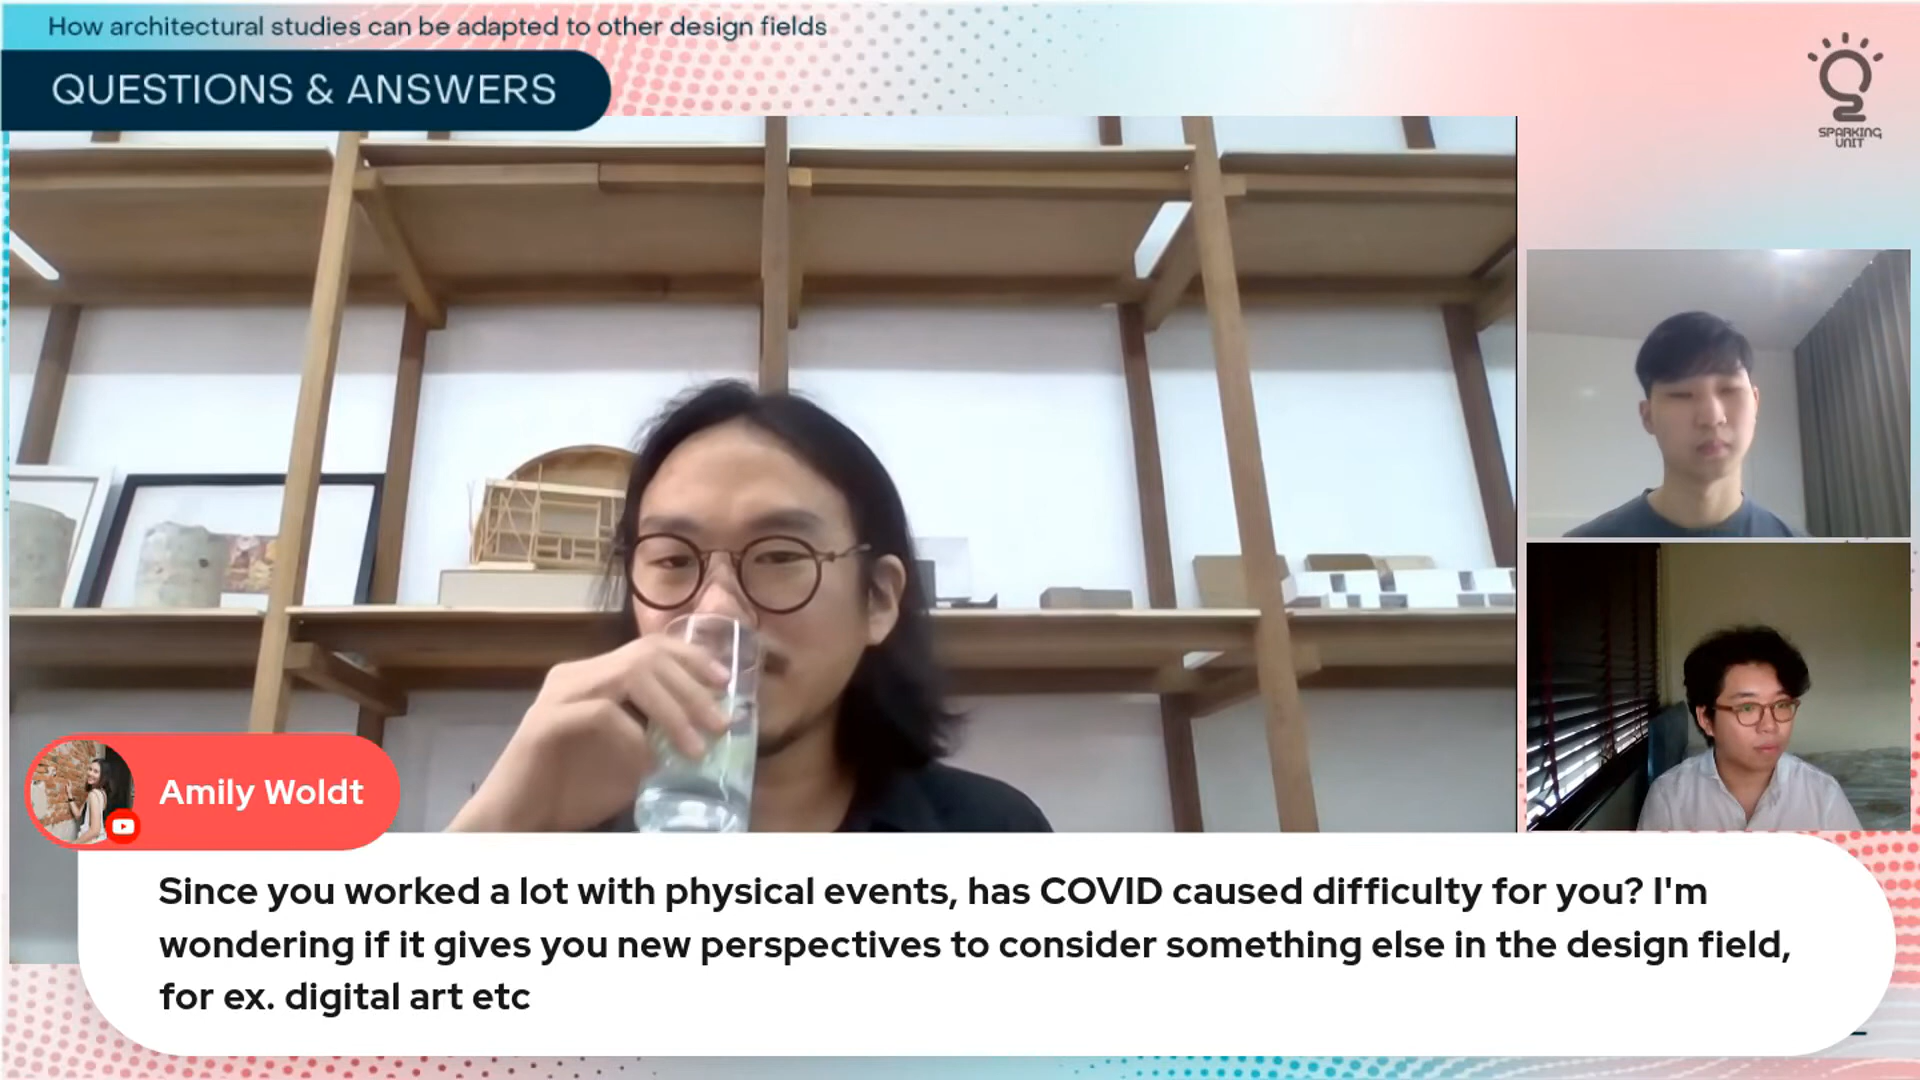 How architectural studies can be adapted to other design fields
QUESTIONS & ANSWERS
SPARKING
UNIT
Amily Woldt
Since you worked a lot with physical events, has COVID caused difficulty for you? I'm
wondering if it gives you new perspectives to consider something else in the design field,
for ex. digital art etc